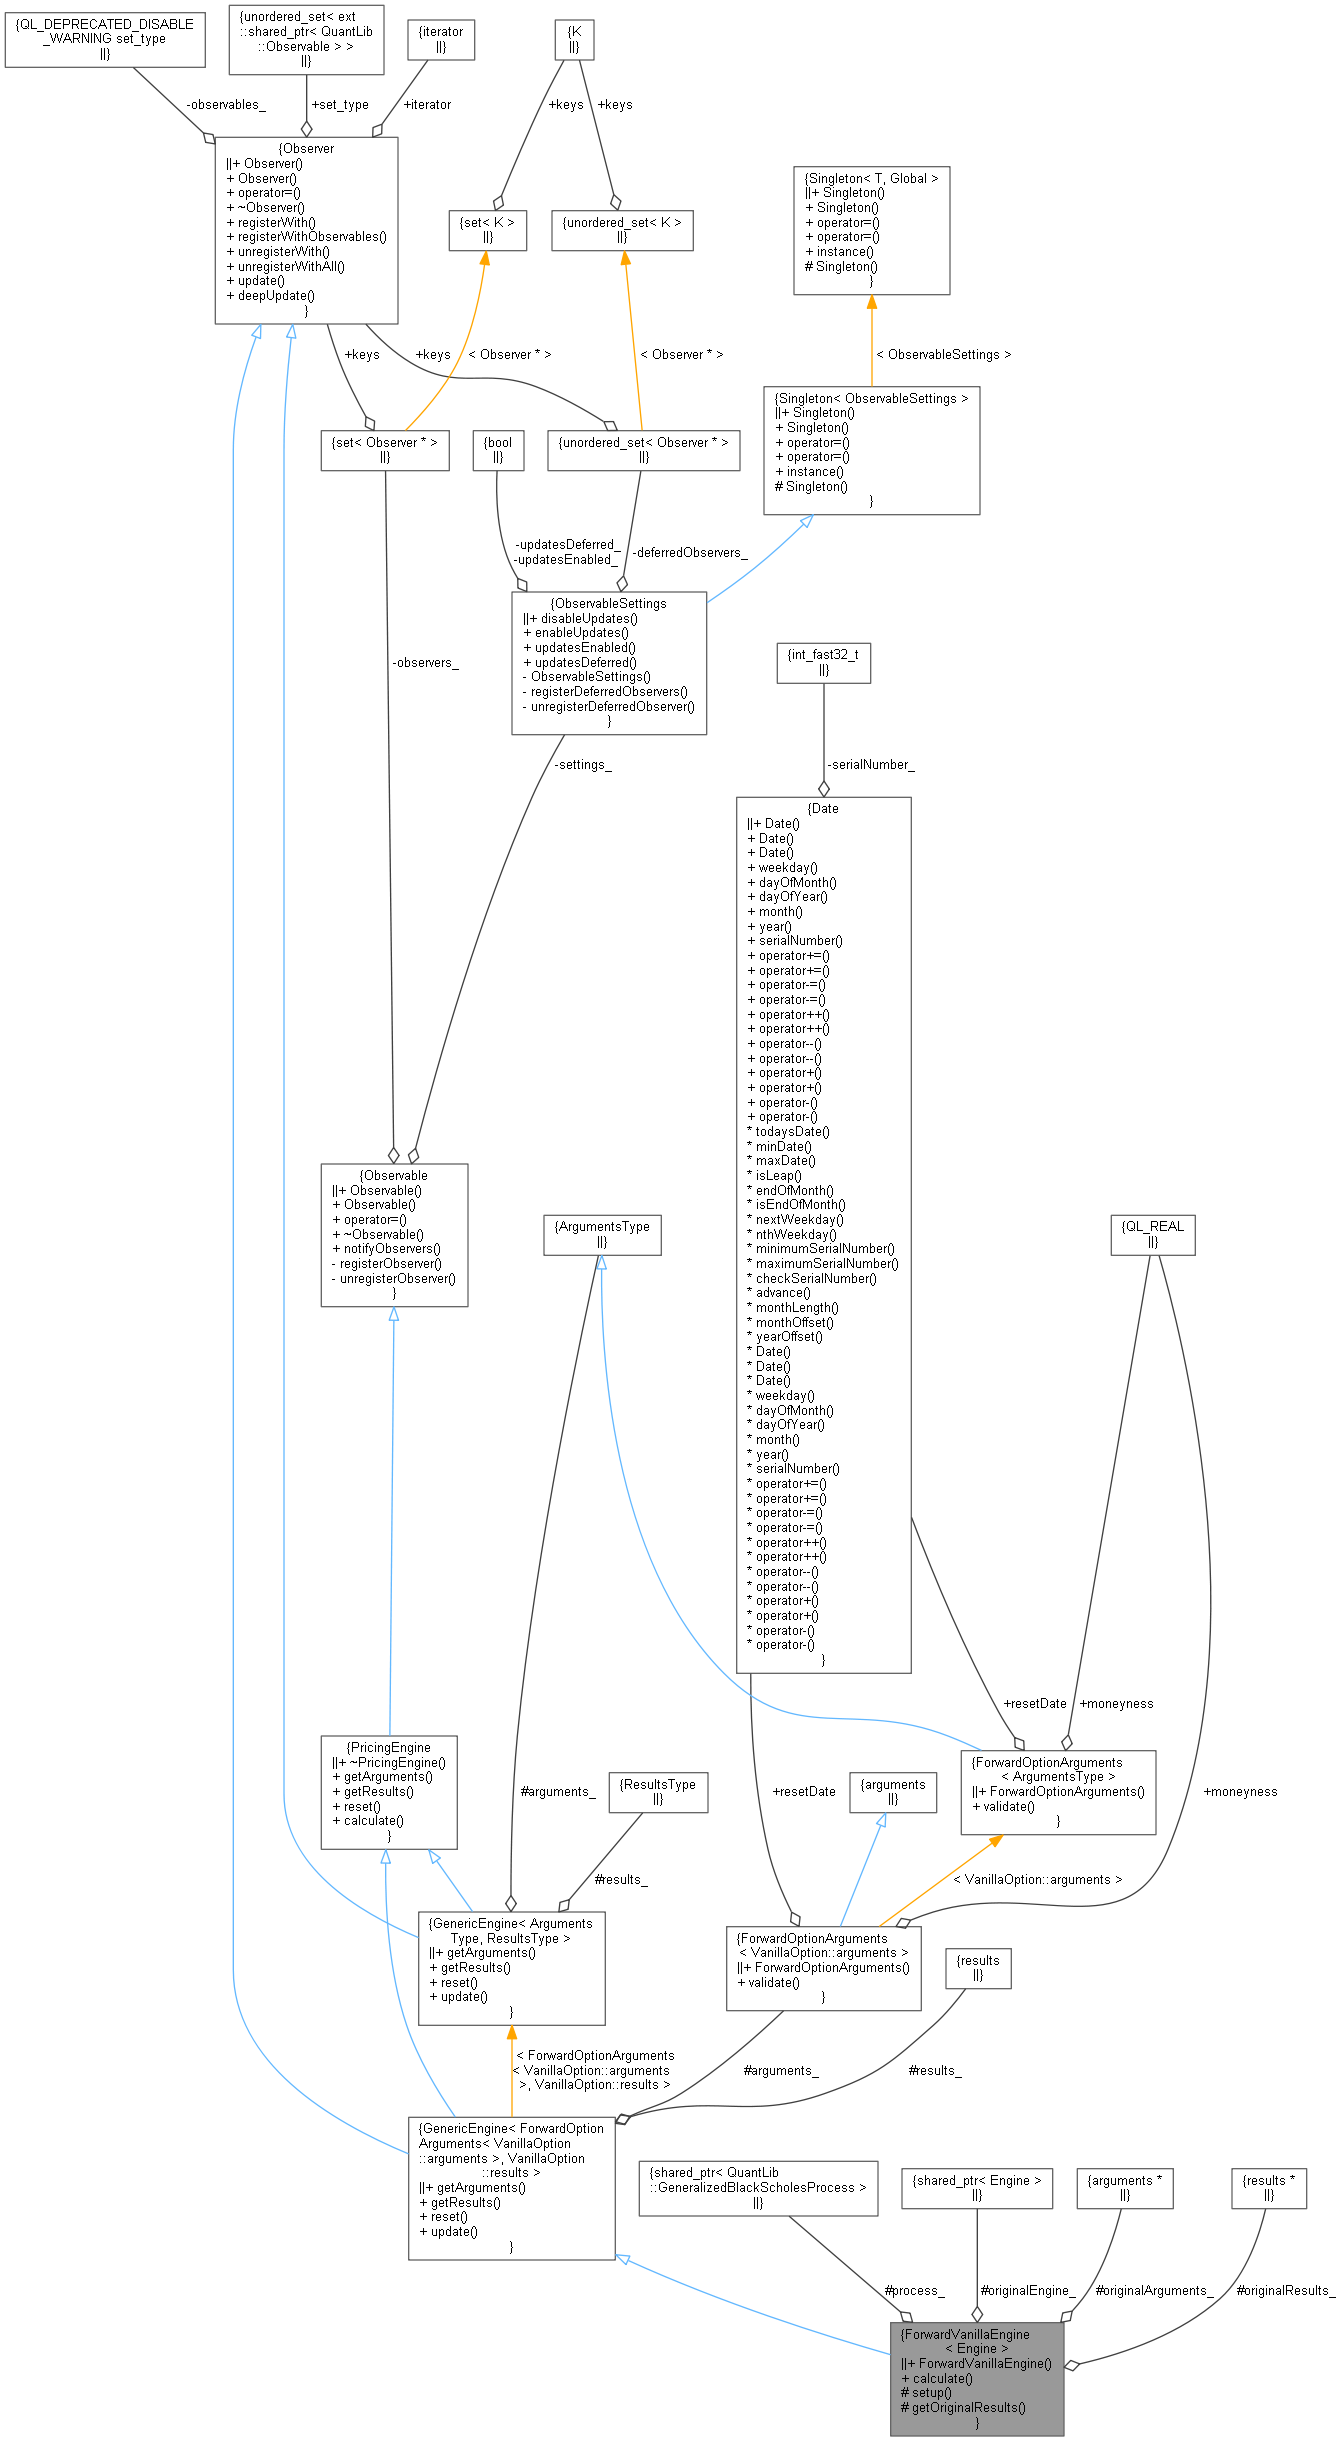 {QL_DEPRECATED_DISABLE
_WARNING set_type
||}
{unordered_set< ext
::shared_ptr< QuantLib
::Observable > >
||}
{iterator
||}
{K
||}
-observables_
+set_type
+iterator
+keys
+keys
{Observer
||+ Observer()
+ Observer()
+ operator=()
+ ~Observer()
+ registerWith()
+ registerWithObservables()
+ unregisterWith()
+ unregisterWithAll()
+ update()
+ deepUpdate()
}
{set< K >
||}
{unordered_set< K >
||}
{Singleton< T, Global >
||+ Singleton()
+ Singleton()
+ operator=()
+ operator=()
+ instance()
# Singleton()
}
+keys
+keys
< Observer * >
< Observer * >
< ObservableSettings >
{set< Observer * >
||}
{bool
||}
{unordered_set< Observer * >
||}
{Singleton< ObservableSettings >
||+ Singleton()
+ Singleton()
+ operator=()
+ operator=()
+ instance()
# Singleton()
}
-updatesDeferred_
-updatesEnabled_
-deferredObservers_
{ObservableSettings
||+ disableUpdates()
+ enableUpdates()
+ updatesEnabled()
+ updatesDeferred()
- ObservableSettings()
- registerDeferredObservers()
- unregisterDeferredObserver()
}
-observers_
{int_fast32_t
||}
-settings_
-serialNumber_
{Date
||+ Date()
+ Date()
+ Date()
+ weekday()
+ dayOfMonth()
+ dayOfYear()
+ month()
+ year()
+ serialNumber()
+ operator+=()
+ operator+=()
+ operator-=()
+ operator-=()
+ operator++()
+ operator++()
+ operator--()
+ operator--()
+ operator+()
+ operator+()
+ operator-()
+ operator-()
* todaysDate()
* minDate()
* maxDate()
* isLeap()
* endOfMonth()
* isEndOfMonth()
* nextWeekday()
* nthWeekday()
* minimumSerialNumber()
* maximumSerialNumber()
* checkSerialNumber()
* advance()
* monthLength()
* monthOffset()
* yearOffset()
* Date()
* Date()
* Date()
* weekday()
* dayOfMonth()
* dayOfYear()
* month()
* year()
* serialNumber()
* operator+=()
* operator+=()
* operator-=()
* operator-=()
* operator++()
* operator++()
* operator--()
* operator--()
* operator+()
* operator+()
* operator-()
* operator-()
}
{Observable
||+ Observable()
+ Observable()
+ operator=()
+ ~Observable()
+ notifyObservers()
- registerObserver()
- unregisterObserver()
}
{ArgumentsType
||}
{QL_REAL
||}
+resetDate
+moneyness
{PricingEngine
||+ ~PricingEngine()
+ getArguments()
+ getResults()
+ reset()
+ calculate()
}
#arguments_
{ResultsType
||}
+resetDate
{arguments
||}
{ForwardOptionArguments
< ArgumentsType >
||+ ForwardOptionArguments()
+ validate()
}
+moneyness
#results_
< VanillaOption::arguments >
{GenericEngine< Arguments
Type, ResultsType >
||+ getArguments()
+ getResults()
+ reset()
+ update()
}
{ForwardOptionArguments
< VanillaOption::arguments >
||+ ForwardOptionArguments()
+ validate()
}
{results
||}
< ForwardOptionArguments
< VanillaOption::arguments
>, VanillaOption::results >
#arguments_
#results_
{GenericEngine< ForwardOption
Arguments< VanillaOption
::arguments >, VanillaOption
::results >
||+ getArguments()
+ getResults()
+ reset()
+ update()
}
{shared_ptr< QuantLib
::GeneralizedBlackScholesProcess >
||}
{shared_ptr< Engine >
||}
{arguments *
||}
{results *
||}
#process_
#originalEngine_
#originalArguments_
#originalResults_
{ForwardVanillaEngine
< Engine >
||+ ForwardVanillaEngine()
+ calculate()
# setup()
# getOriginalResults()
}